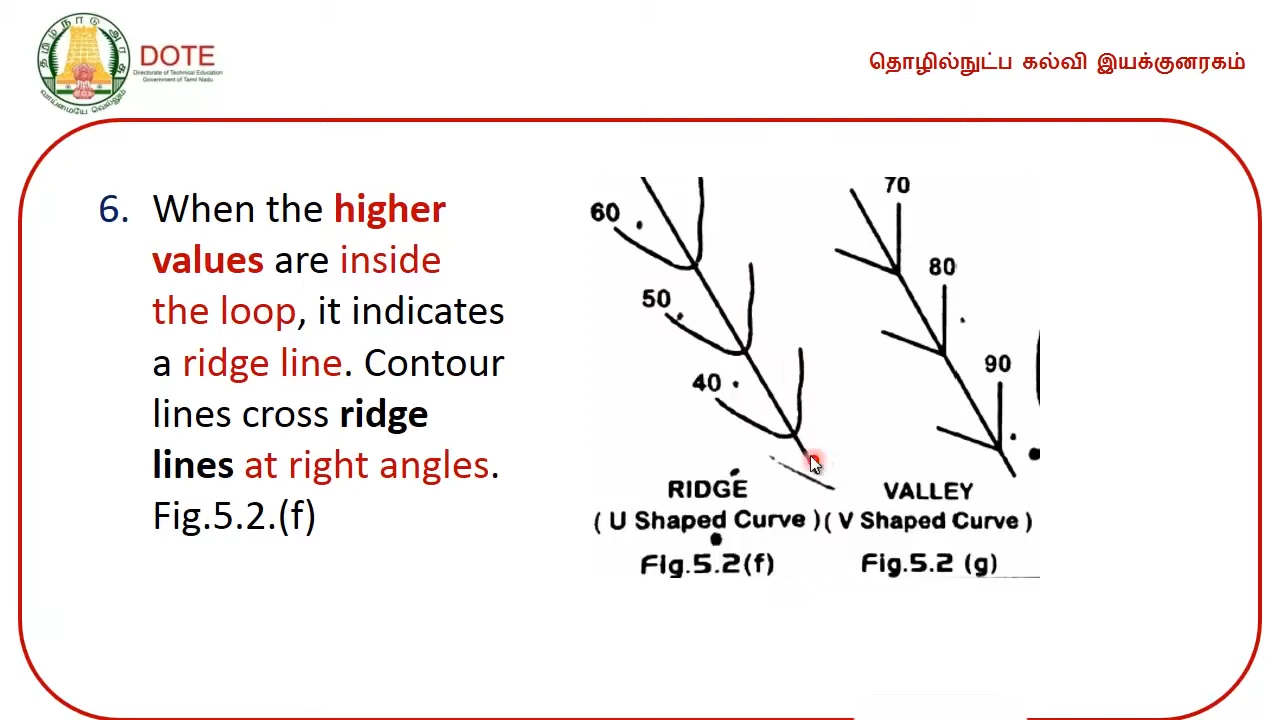 தமிழ்நாடு அரசு
வாய்மையே வெல்லும்
DOTE
Directorate of Technical Education
Government of Tamil Nadu
தொழில்நுட்ப கல்வி இயக்குனரகம்
6. When the higher
values are inside
the loop, it indicates
a ridge line. Contour
lines cross ridge
lines at right angles.
Fig.5.2.(f)
60
50
40
RIDGE
( U Shaped Curve )
Fig.5.2(f)
70
80
90
VALLEY
( V Shaped Curve )
Fig.5.2 (g)